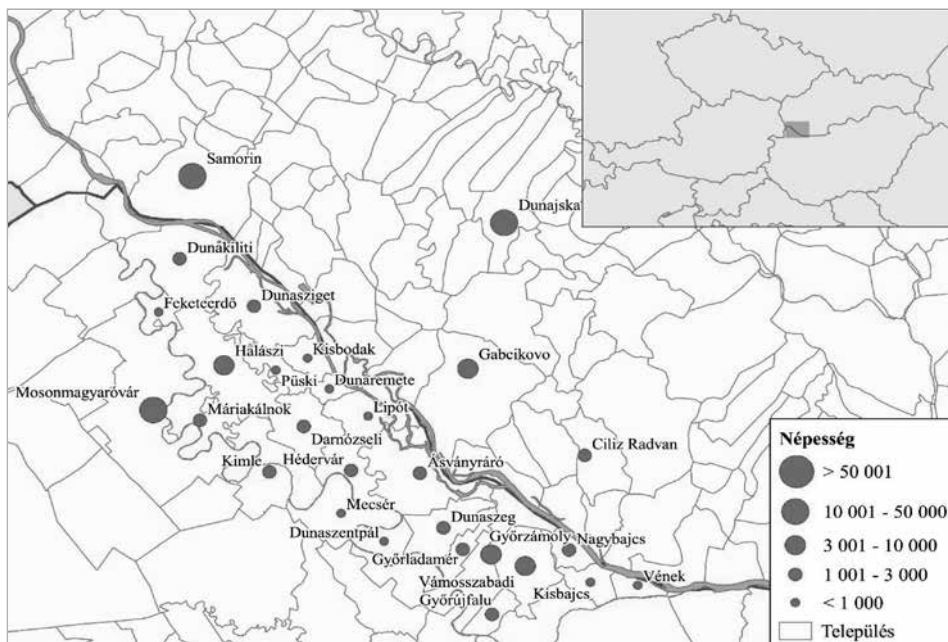 Samorin
Dunajska
Dunakiliti
Feketeerdő
Dunasziget
Halászi
Kisbodak
Gabcikovo
Püski
Dunaremete
Mosonmagyaróvár
Máriakálnok
Lipót
Darnózseli
Ciliz Radvan
Kimle
Hédervár
Ásványráró
Mecsér
Dunaszentpál
Dunaszeg
Győrzámoly
Nagybajcs
Győrladamér
Vámosszabadi
Kisbajcs
Vének
Győrújfalu
Népesség
> 50 001
10 001 - 50 000
3 001 - 10 000
1 001 - 3 000
< 1 000
Település